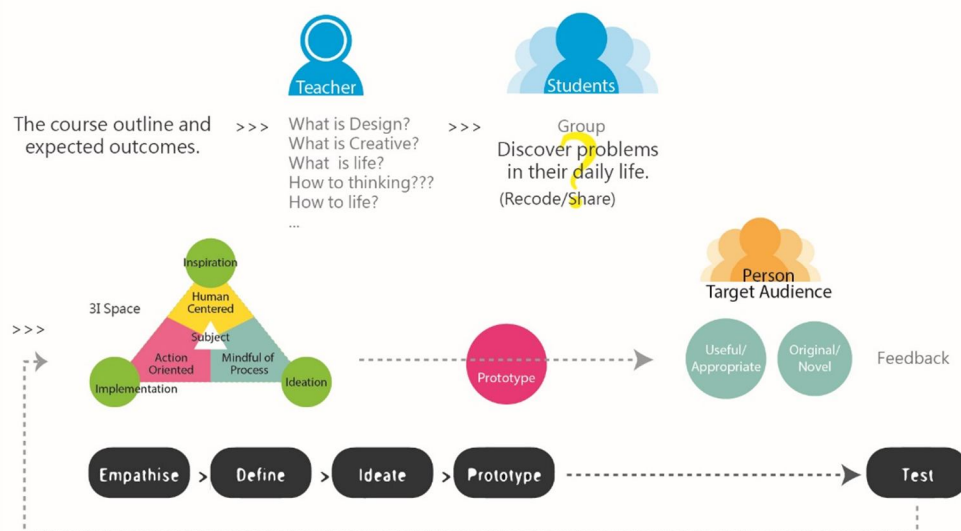 Teacher
Students
The course outline and
expected outcomes.
>>>
What is Design?
What is Creative?
What is life?
How to thinking???
How to life?
...
>>>
Group
Discover problems
in their daily life.
(Recode/Share)
?
>>>
3I Space
Inspiration
Human
Centered
Subject
Action
Oriented
Mindful of
Process
Implementation
Ideation
Prototype
Person
Target Audience
Useful/
Appropriate
Original/
Novel
Feedback
Empathise > Define > Ideate > Prototype
Test